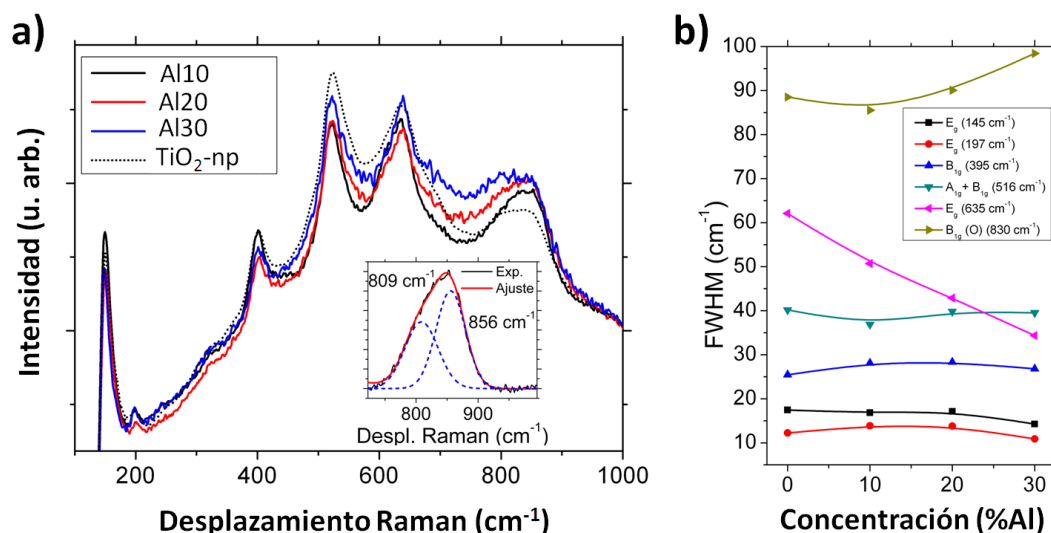 a)
Al10
Al20
Al30
TiO₂-np
Intensidad (u. arb.)
809 cm⁻¹
856 cm⁻¹
Exp.
Ajuste
800 900
Despl. Raman (cm⁻¹)
200 400 600 800 1000
Desplazamiento Raman (cm⁻¹)
b)
100
90
80
70
60
50
40
30
20
10
FWHM (cm⁻¹)
E_g (145 cm⁻¹)
E_g (197 cm⁻¹)
B₁g (395 cm⁻¹)
A₁g + B₁g (516 cm⁻¹)
E_g (635 cm⁻¹)
B₁g (O) (830 cm⁻¹)
0 10 20 30
Concentración (%Al)